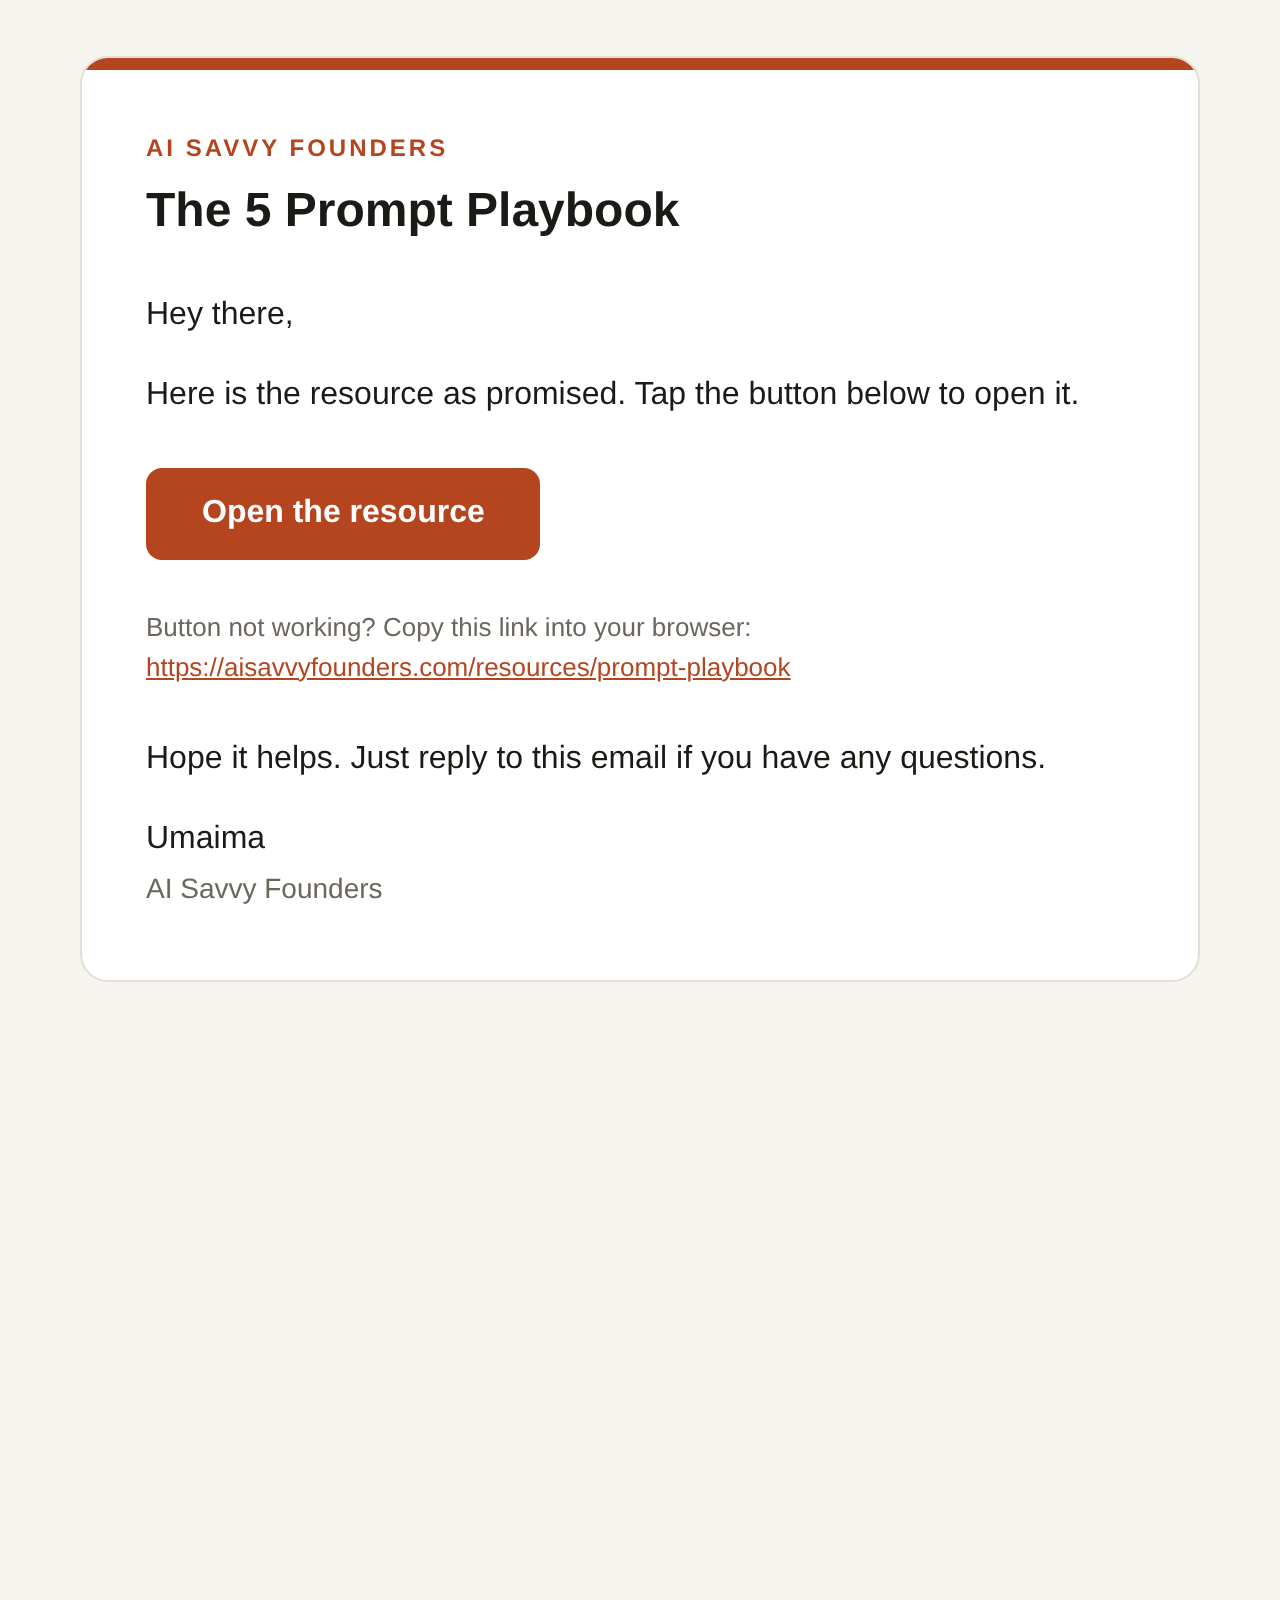 AI SAVVY FOUNDERS
The 5 Prompt Playbook
Hey there,
Here is the resource as promised. Tap the button below to open it.
Open the resource
Button not working? Copy this link into your browser:
https://aisavvyfounders.com/resources/prompt-playbook
Hope it helps. Just reply to this email if you have any questions.
Umaima
AI Savvy Founders